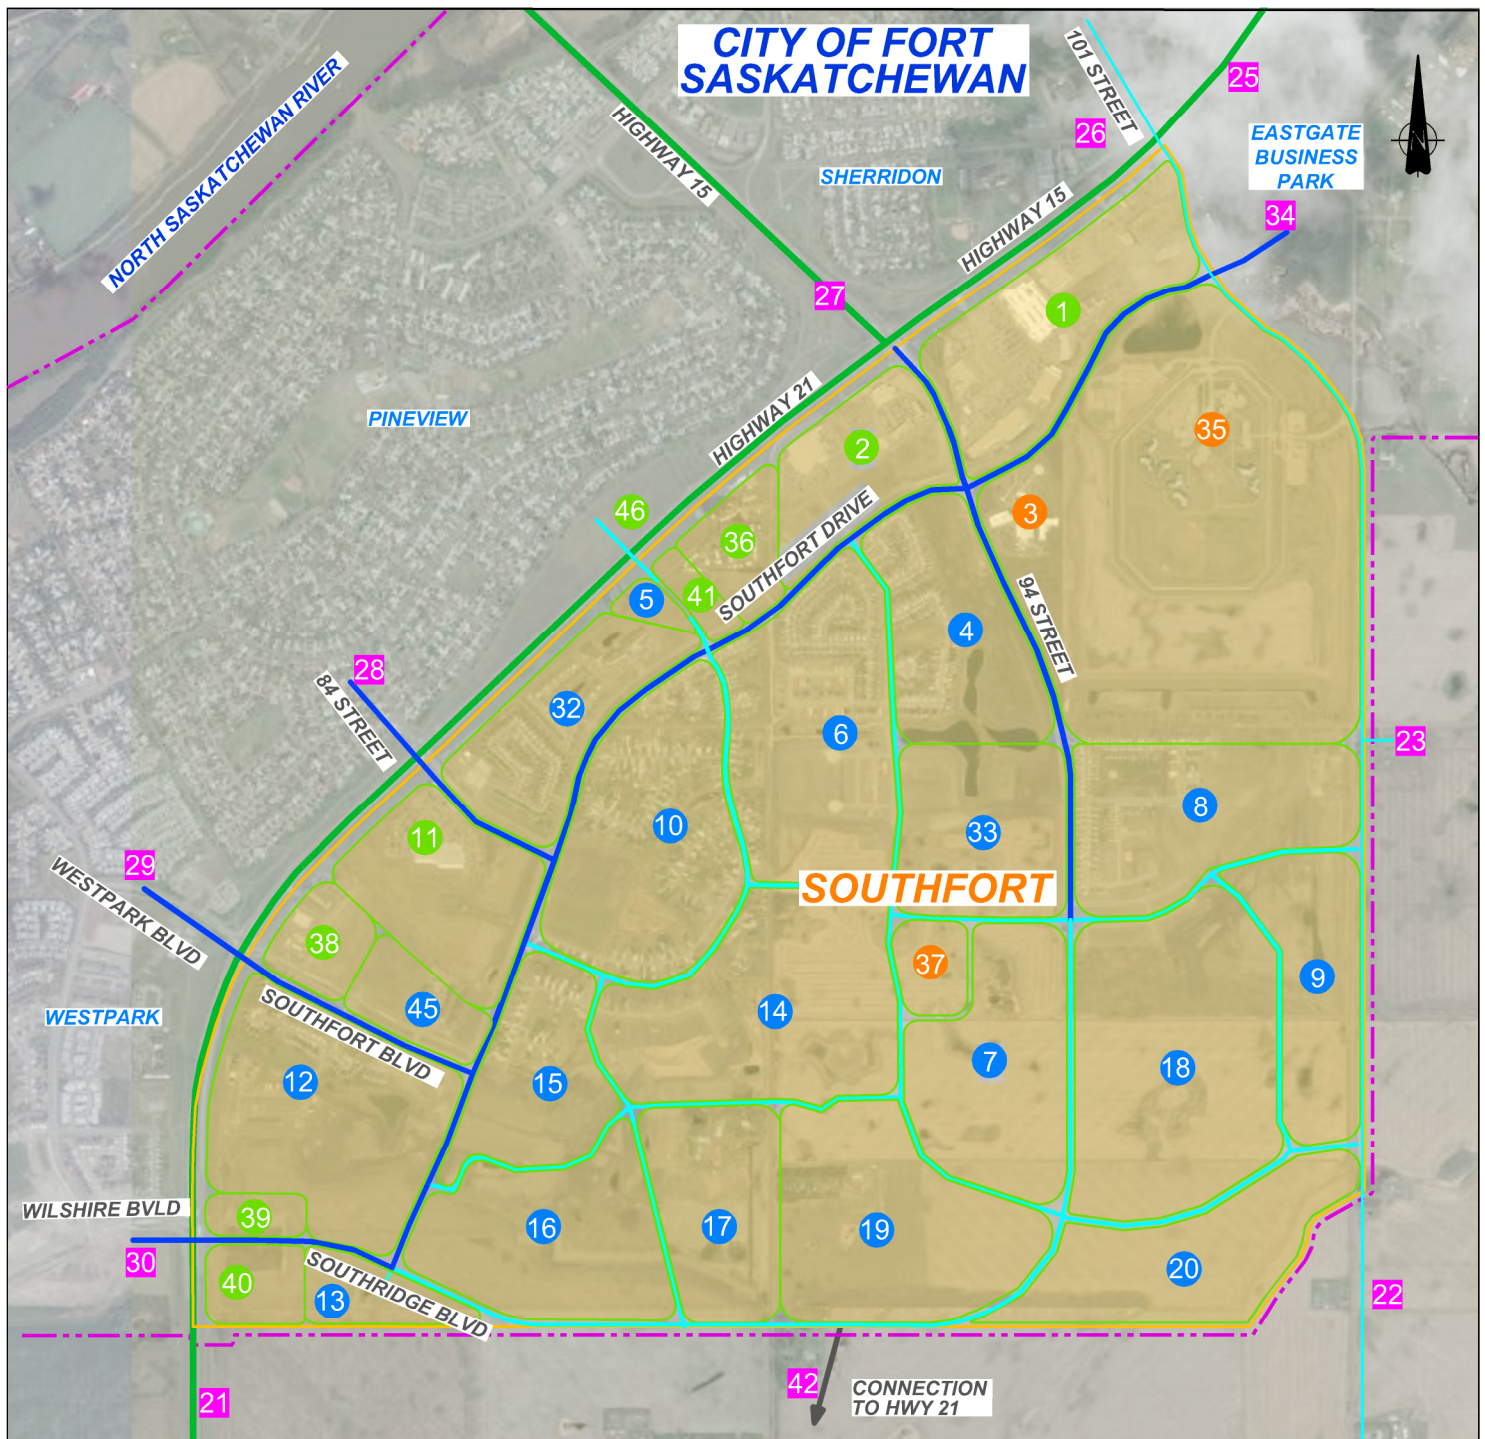 CITY OF FORT
SASKATCHEWAN
101 STREET
25
26
EASTGATE
BUSINESS
PARK
NORTH SASKATCHEWAN RIVER
HIGHWAY 15
SHERRIDON
34
HIGHWAY 15
27
1
HIGHWAY 21
PINEVIEW
35
2
46
3
36
SOUTHFORT DRIVE
5
41
94 STREET
4
28
84 STREET
32
6
23
8
10
33
11
29
WESTPARK BLVD
SOUTHFORT
38
37
9
45
14
WESTPARK
SOUTHFORT BLVD
7
18
12
15
WILSHIRE BVLD
39
16
17
19
30
40
SOUTHRIDGE BLVD
13
20
22
42
CONNECTION
TO HWY 21
21